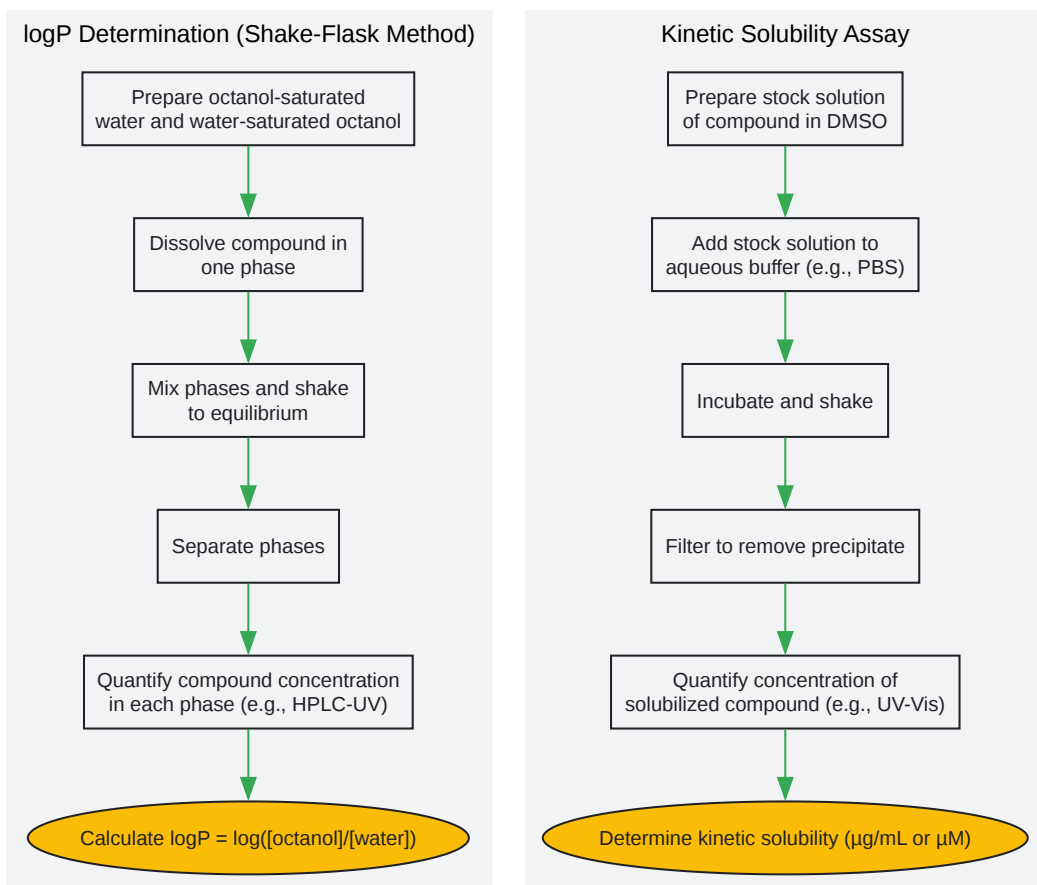 logP Determination (Shake-Flask Method)
Prepare octanol-saturated
water and water-saturated octanol
Dissolve compound in
one phase
Mix phases and shake
to equilibrium
Separate phases
Quantify compound concentration
in each phase (e.g., HPLC-UV)
Calculate logP = log([octanol]/[water])
Kinetic Solubility Assay
Prepare stock solution
of compound in DMSO
Add stock solution to
aqueous buffer (e.g., PBS)
Incubate and shake
Filter to remove precipitate
Quantify concentration of
solubilized compound (e.g., UV-Vis)
Determine kinetic solubility (µg/mL or µM)